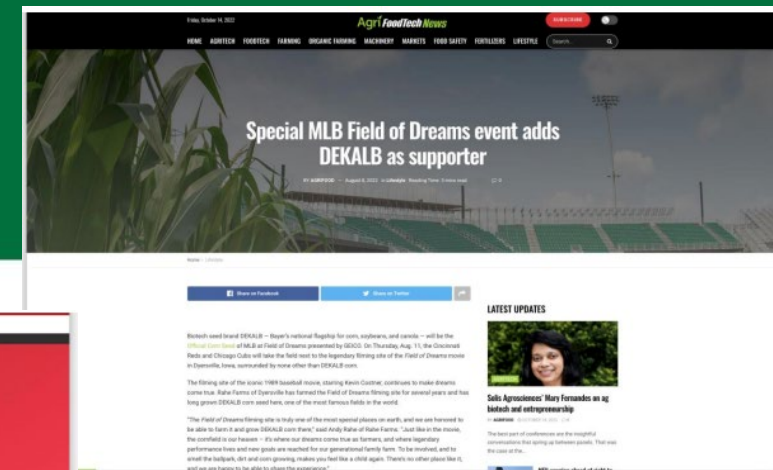 Friday, October 14, 2022
Agri FoodTech News
SUBSCRIBE
HOME AGRITECH FOODTECH FARMING ORGANIC FARMING MACHINERY MARKETS FOOD SAFETY FERTILIZERS LIFESTYLE
Search...
Special MLB Field of Dreams event adds
DEKALB as supporter
BY AGRIFOOD — August 8, 2022 in Lifestyle Reading Time: 3 mins read 0
Home > Lifestyle
Share on Facebook
Share on Twitter
LATEST UPDATES
Biotech seed brand DEKALB — Bayer's national flagship for corn, soybeans, and canola — will be the
Official Corn Seed of MLB at Field of Dreams presented by GEICO. On Thursday, Aug. 11, the Cincinnati
Reds and Chicago Cubs will take the field next to the legendary filming site of the Field of Dreams movie
in Dyersville, Iowa, surrounded by none other than DEKALB corn.
The filming site of the iconic 1989 baseball movie, starring Kevin Costner, continues to make dreams
come true. Rahe Farms of Dyersville has farmed the Field of Dreams filming site for several years and has
long grown DEKALB corn seed here, one of the most famous fields in the world.
"The Field of Dreams filming site is truly one of the most special places on earth, and we are honored to
be able to farm it and grow DEKALB corn there," said Andy Rahe of Rahe Farms. "Just like in the movie,
the cornfield is our heaven – it's where our dreams come true as farmers, and where legendary
performance lives and new goals are reached for our generational family farm. To be involved, and to
smell the ballpark, dirt and corn growing, makes you feel like a child again. There's no other place like it,
and we are happy to be able to share the experience."
Solis Agrosciences' Mary Fernandes on ag
biotech and entrepreneurship
BY AGRIFOOD OCTOBER 14, 2022 0
The best part of conferences are the insightful
conversations that spring up between panels. That was
the case at the...